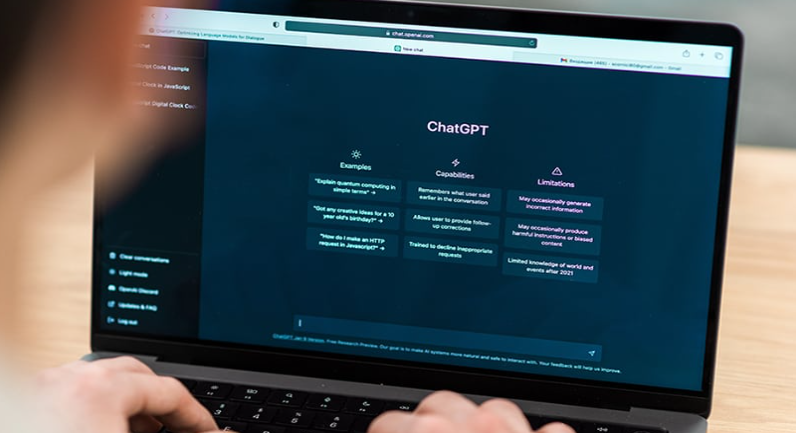 chat.openai.com
ChatGPT: Optimizing Language Models for Dialogue
New chat
chat
Script Code Example
Clock in JavaScript
Script Digital Clock Code
ChatGPT
Examples
Capabilities
Limitations
"Explain quantum computing in
simple terms" →
Remembers what user said
earlier in the conversation
May occasionally generate
incorrect information
"Got any creative ideas for a 10
year old's birthday?" →
Allows user to provide follow-
up corrections
May occasionally produce
harmful instructions or biased
content
"How do I make an HTTP
request in Javascript?" →
Trained to decline inappropriate
requests
Limited knowledge of world and
events after 2021
Clear conversations
Light mode
OpenAI Discord
Updates & FAQ
Log out
ChatGPT Jan 9 Version. Free Research Preview. Our goal is to make AI systems more natural and safe to interact with. Your feedback will help us improve.